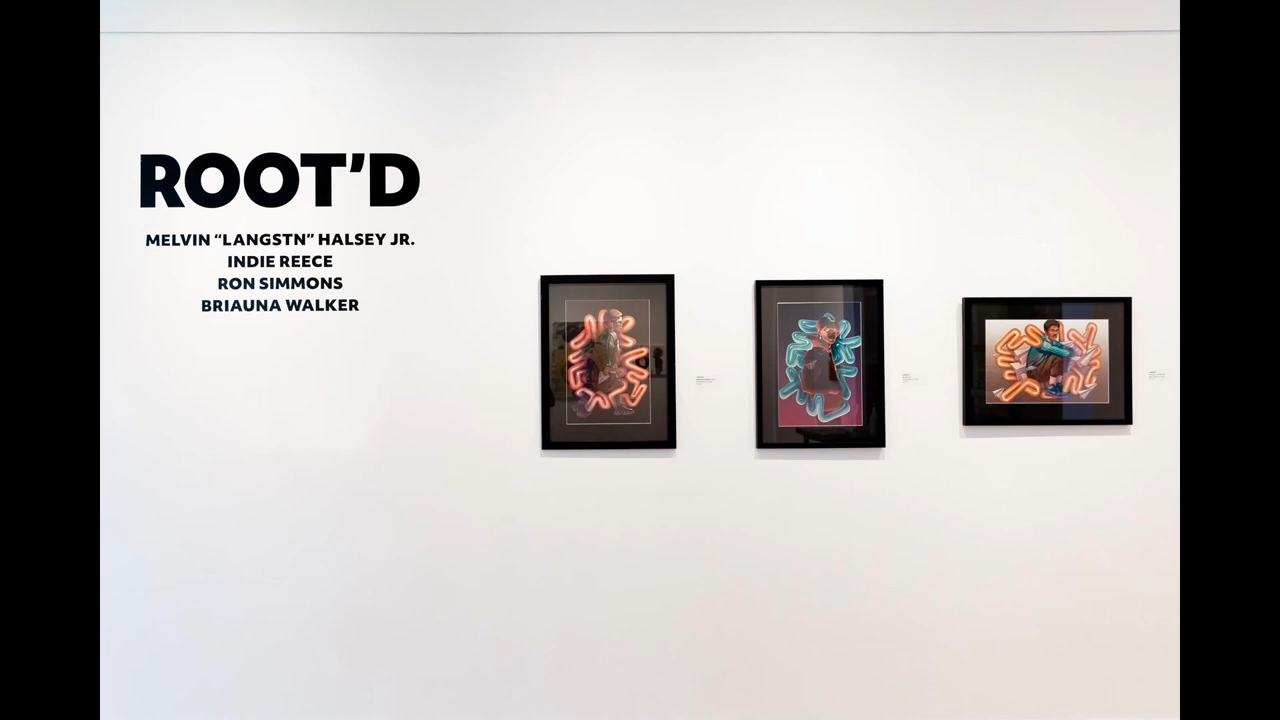 ROOT’D
MELVIN “LANGSTN” HALSEY JR.
INDIE REECE
RON SIMMONS
BRIAUNA WALKER